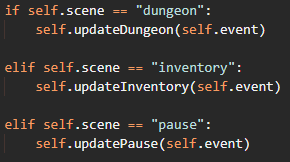 if self.scene == "dungeon":
    self.updateDungeon(self.event)

elif self.scene == "inventory":
    self.updateInventory(self.event)

elif self.scene == "pause":
    self.updatePause(self.event)